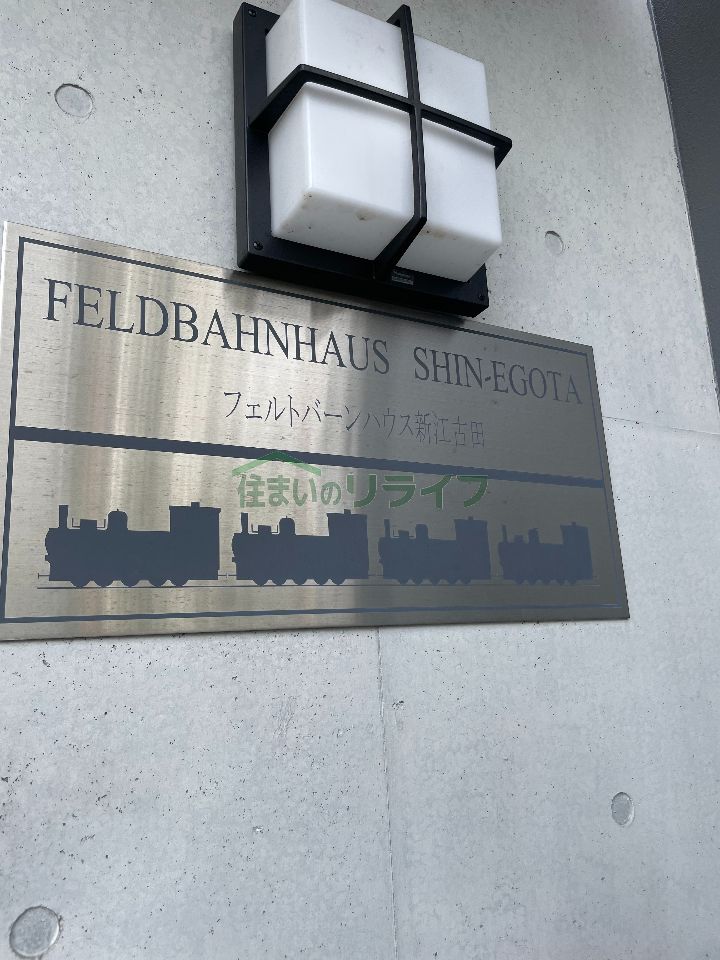 FELDBAHNHAUS SHIN-EGOTA
フェルトバーンハウス新江古田
住まいのリライフ